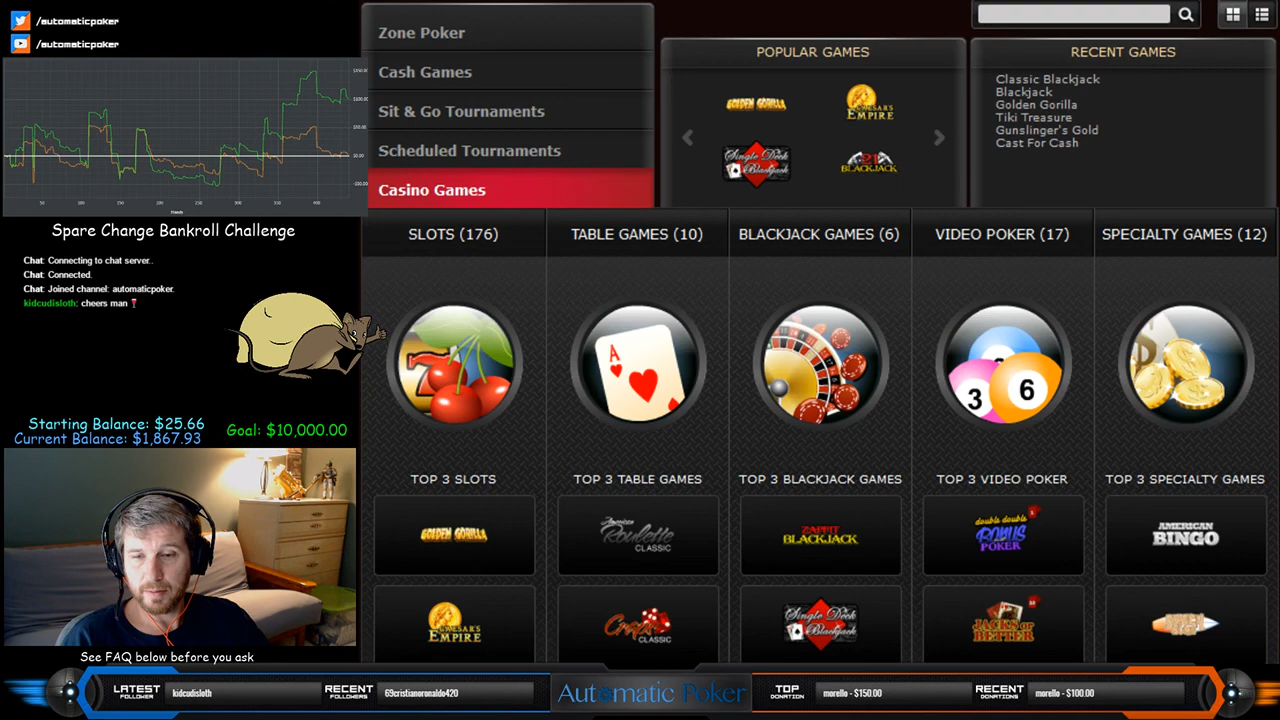 /automaticpoker
/automaticpoker
Hands
Spare Change Bankroll Challenge
Chat: Connecting to chat server..
Chat: Connected.
Chat: Joined channel: automaticpoker.
kidcudisloth: cheers man
Starting Balance: $25.66
Current Balance: $1,867.93
Goal: $10,000.00
See FAQ below before you ask
Zone Poker
Cash Games
Sit & Go Tournaments
Scheduled Tournaments
Casino Games
POPULAR GAMES
GOLDEN GORILLA
CAESAR'S EMPIRE
Single Deck Blackjack
21
BLACKJACK
RECENT GAMES
Classic Blackjack
Blackjack
Golden Gorilla
Tiki Treasure
Gunslinger's Gold
Cast For Cash
SLOTS (176)
TABLE GAMES (10)
BLACKJACK GAMES (6)
VIDEO POKER (17)
SPECIALTY GAMES (12)
7
A
3
6
TOP 3 SLOTS
TOP 3 TABLE GAMES
TOP 3 BLACKJACK GAMES
TOP 3 VIDEO POKER
TOP 3 SPECIALTY GAMES
GOLDEN GORILLA
American Roulette CLASSIC
ZAPPIT BLACKJACK
double double BONUS POKER
AMERICAN BINGO
CAESAR'S EMPIRE
Craps CLASSIC
Single Deck Blackjack
JACKS OR BETTER
LATEST FOLLOWER
kidcudisloth
RECENT FOLLOWERS
69cristianoronaldo420
Automatic Poker
TOP DONATION
morello - $150.00
RECENT DONATIONS
morello - $100.00